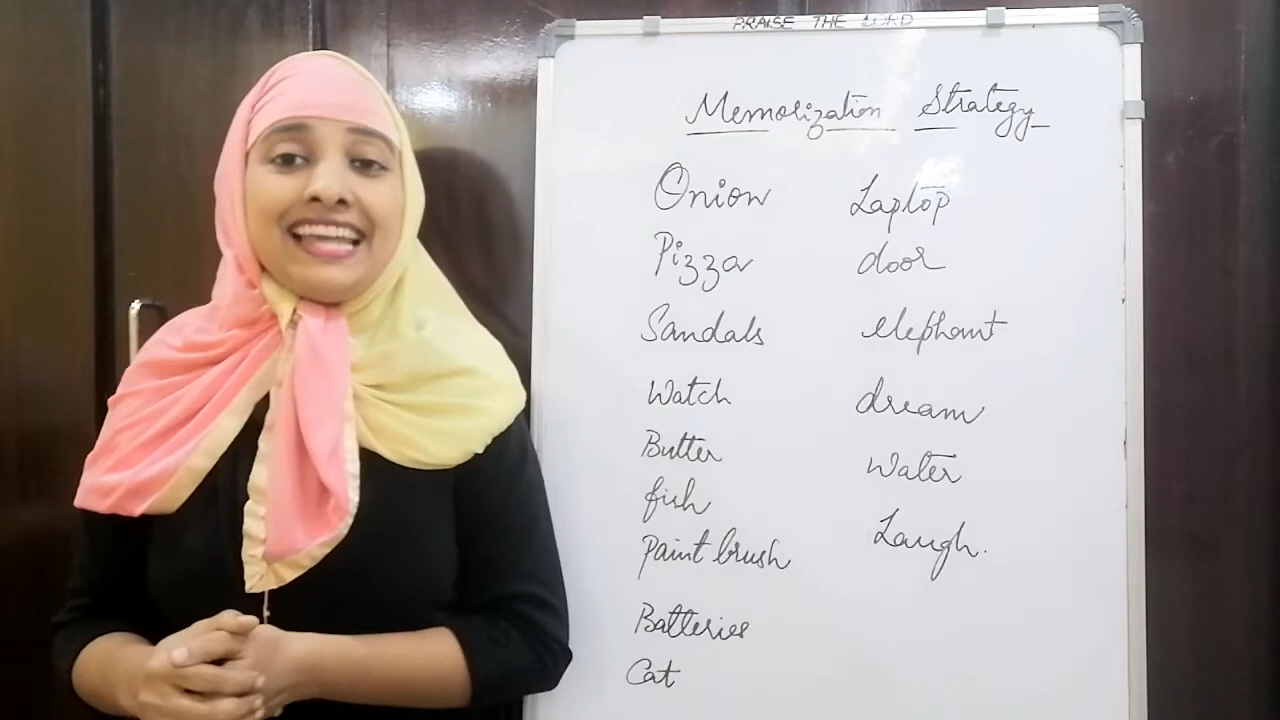 PRAISE THE LORD
Memorization Strategy
Onion
Pizza
Sandals
Watch
Butter
fish
Paint brush
Batteries
Cat
Laptop
door
elephant
dream
Water
Laugh.